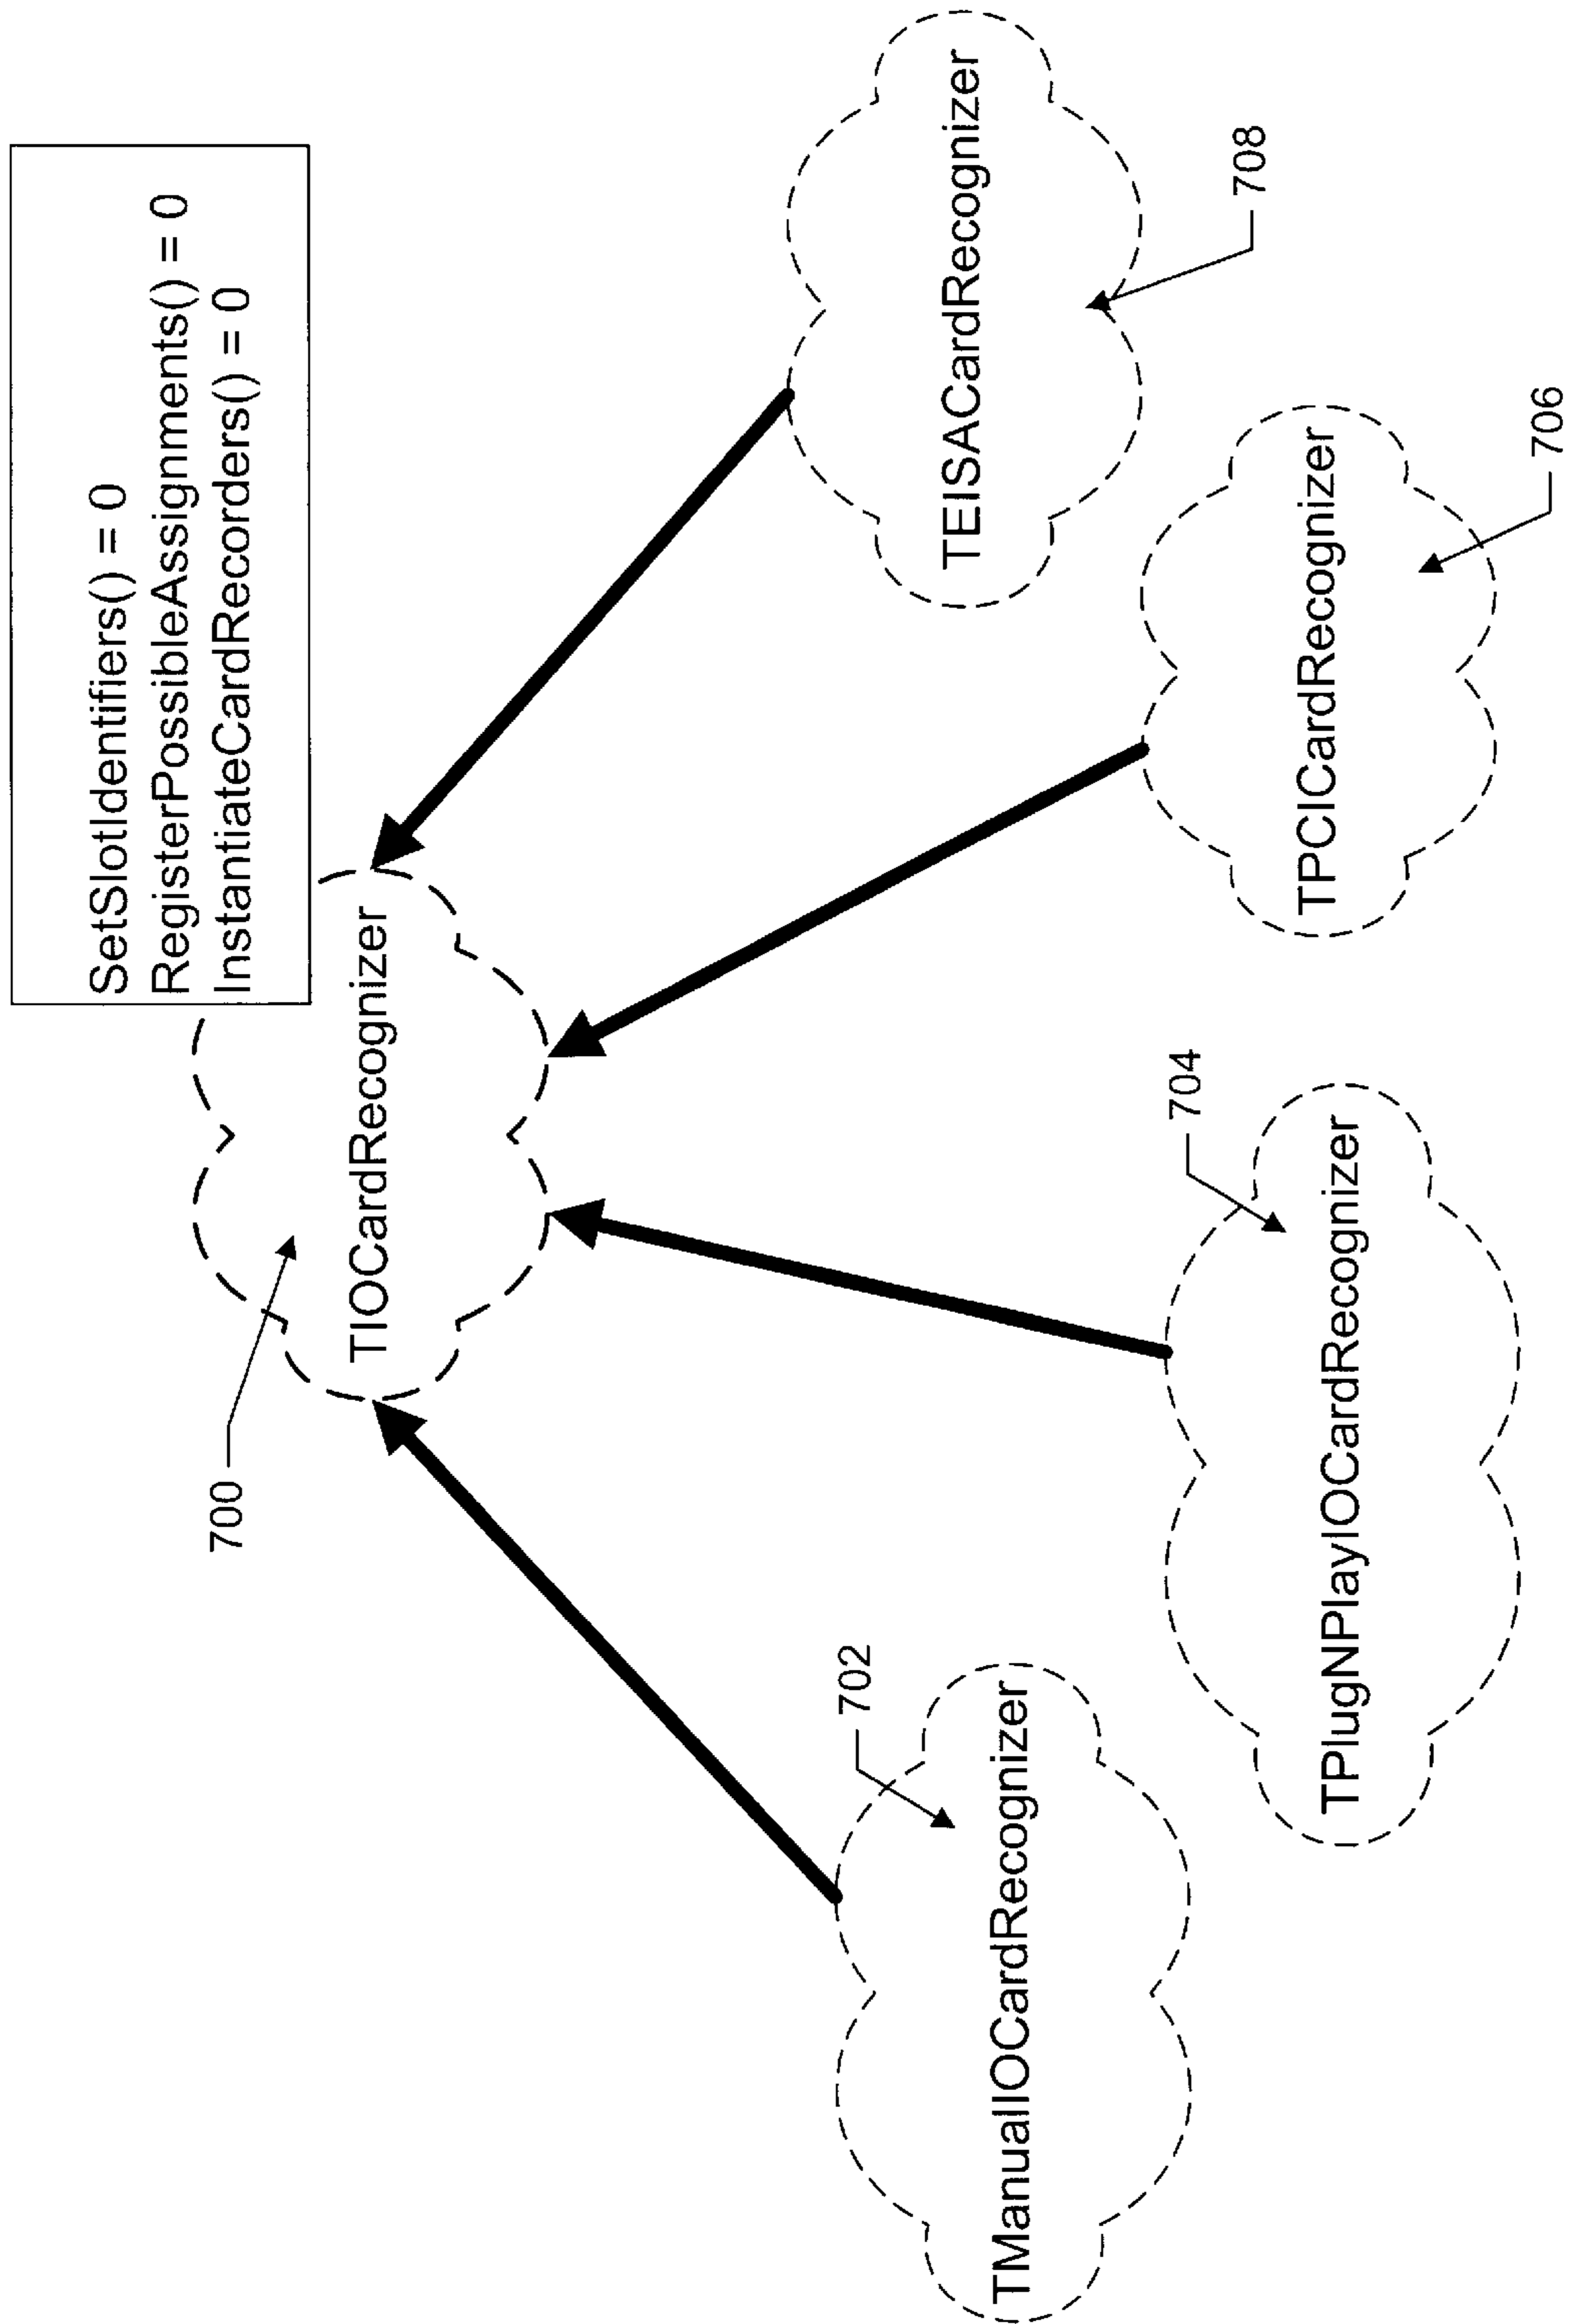 SetSlotIdentifiers() = 0
RegisterPossibleAssignments() = 0
InstantiateCardRecorders() = 0
700
TIOCardRecognizer
702
TManualIOCardRecognizer
704
TPlugNPlayIOCardRecognizer
706
TPCICardRecognizer
708
TEISACardRecognizer